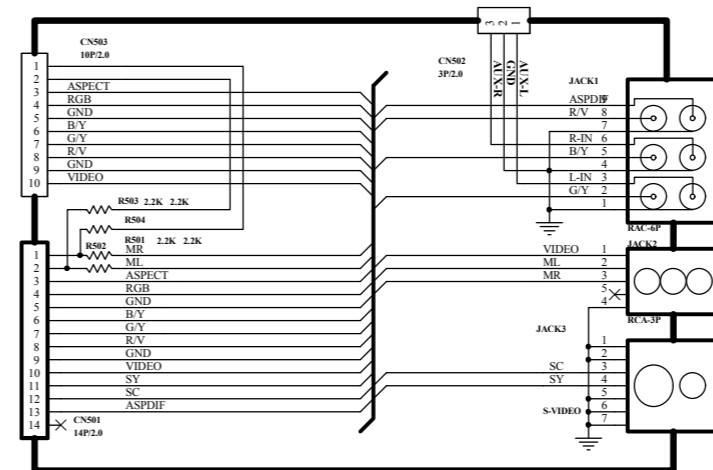 CN503
10P/2.0
1
2
3 ASPECT
4 RGB
5 GND
6 B/Y
7 G/Y
8 R/V
9 GND
10 VIDEO
R503 2.2K 2.2K
R504
R501 2.2K 2.2K
R502
1 MR
2 ML
3 ASPECT
4 RGB
5 GND
6 B/Y
7 G/Y
8 R/V
9 GND
10 VIDEO
11 SY
12 SC
13 ASPDIF
14
CN501
14P/2.0
CN502
3P/2.0
3 2 1
AUX-R
GND
AUX-L
JACK1
ASPDIF 9
R/V 8
7
R-IN 6
B/Y 5
4
L-IN 3
G/Y 2
1
RAC-6P
JACK2
VIDEO 1
ML 2
MR 3
5
4
RCA-3P
JACK3
1
2
SC 3
SY 4
5
S-VIDEO 6
7